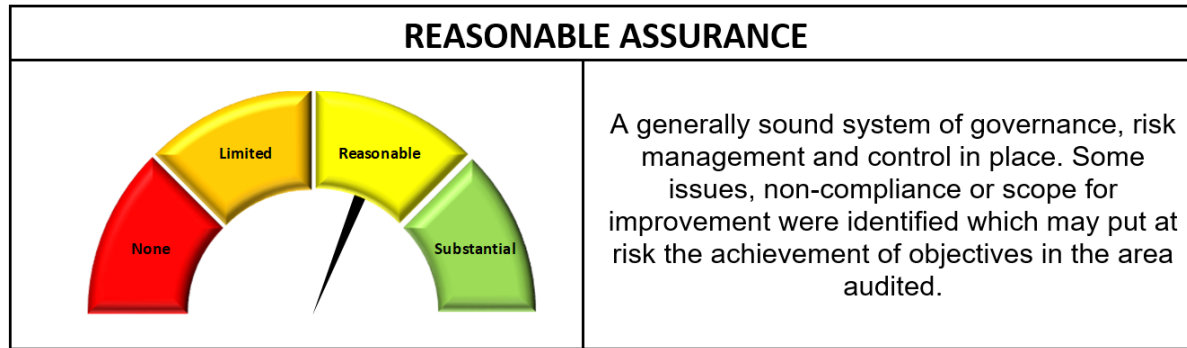 REASONABLE ASSURANCE
None
Limited
Reasonable
Substantial
A generally sound system of governance, risk
management and control in place. Some
issues, non-compliance or scope for
improvement were identified which may put at
risk the achievement of objectives in the area
audited.